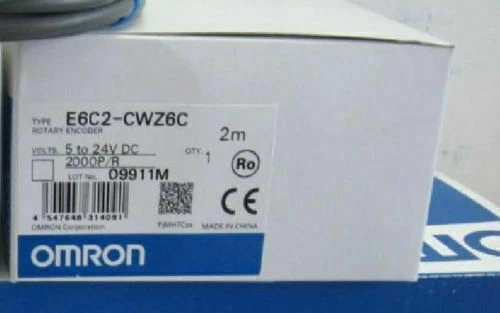 TYPE E6C2-CWZ6C
ROTARY ENCODER
2m
VOLTS. 5 to 24V DC QTY. 1
2000P/R
LOT No. 09911M
Ro
CE
4 547648 314091
OMRON Corporation MADE IN CHINA
OMRON